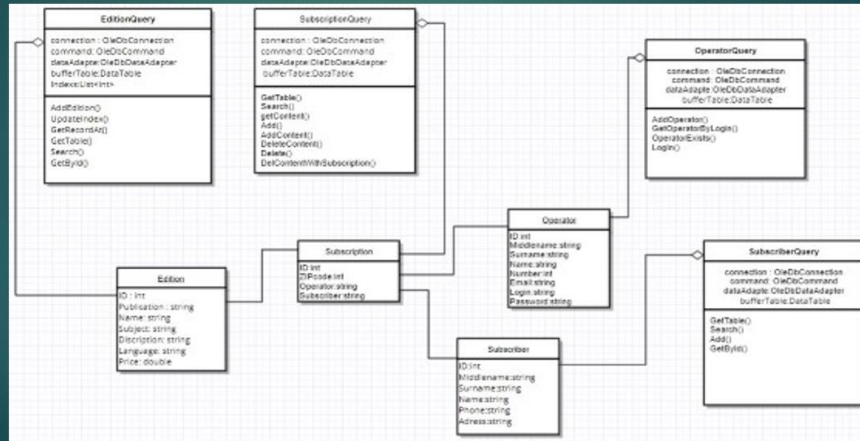 EditionQuery
connection : OleDbConnection
command: OleDbCommand
dataAdapte:OleDbDataAdapter
bufferTable:DataTable
Indexs:List<int>
AddEdition()
UpdateIndex()
GetRecordAt()
GetTable()
Search()
GetById()
SubscriptionQuery
connection : OleDbConnection
command: OleDbCommand
dataAdapte:OleDbDataAdapter
bufferTable:DataTable
GetTable()
Search()
getContent()
Add()
AddContent()
DeleteContent()
Delete()
DelContentWithSubscription()
OperatorQuery
connection : OleDbConnection
command: OleDbCommand
dataAdapte:OleDbDataAdapter
bufferTable:DataTable
AddOperator()
GetOperatorByLogin()
OperatorExists()
Login()
Edition
ID : int
Publication : string
Name: string
Subject: string
Discription: string
Language: string
Price: double
Subscription
ID:int
ZIPcode:int
Operator:string
Subscriber:string
Operator
ID:int
Middlename:string
Surname:string
Name:string
Number:int
Email:string
Login:string
Password:string
SubscriberQuery
connection : OleDbConnection
command: OleDbCommand
dataAdapte:OleDbDataAdapter
bufferTable:DataTable
GetTable()
Search()
Add()
GetById()
Subscriber
ID:int
Middlename:string
Surname:string
Name:string
Phone:string
Adress:string